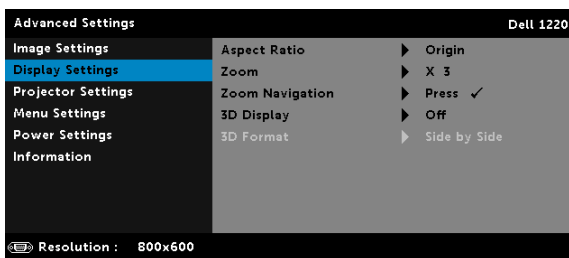 Advanced Settings Dell 1220
Image Settings
Display Settings
Projector Settings
Menu Settings
Power Settings
Information
Aspect Ratio Origin
Zoom X 3
Zoom Navigation Press ✓
3D Display Off
3D Format Side by Side
Resolution : 800x600